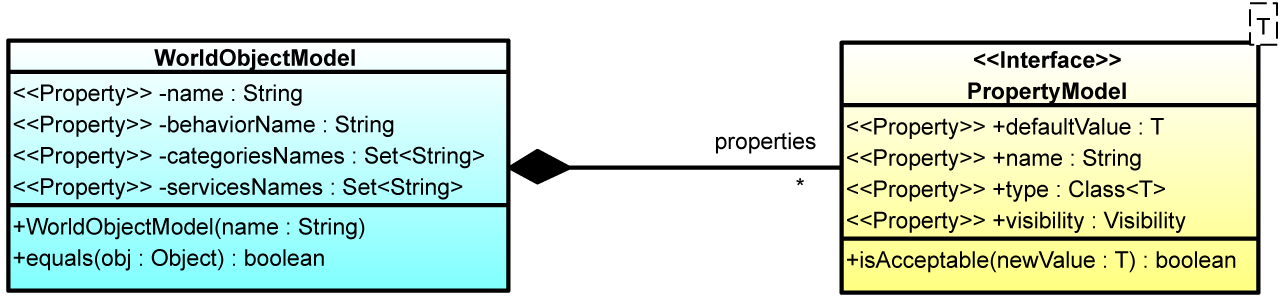 WorldObjectModel
<<Property>> -name : String
<<Property>> -behaviorName : String
<<Property>> -categoriesNames : Set<String>
<<Property>> -servicesNames : Set<String>
+WorldObjectModel(name : String)
+equals(obj : Object) : boolean
properties
*
T
<<Interface>>
PropertyModel
<<Property>> +defaultValue : T
<<Property>> +name : String
<<Property>> +type : Class<T>
<<Property>> +visibility : Visibility
+isAcceptable(newValue : T) : boolean